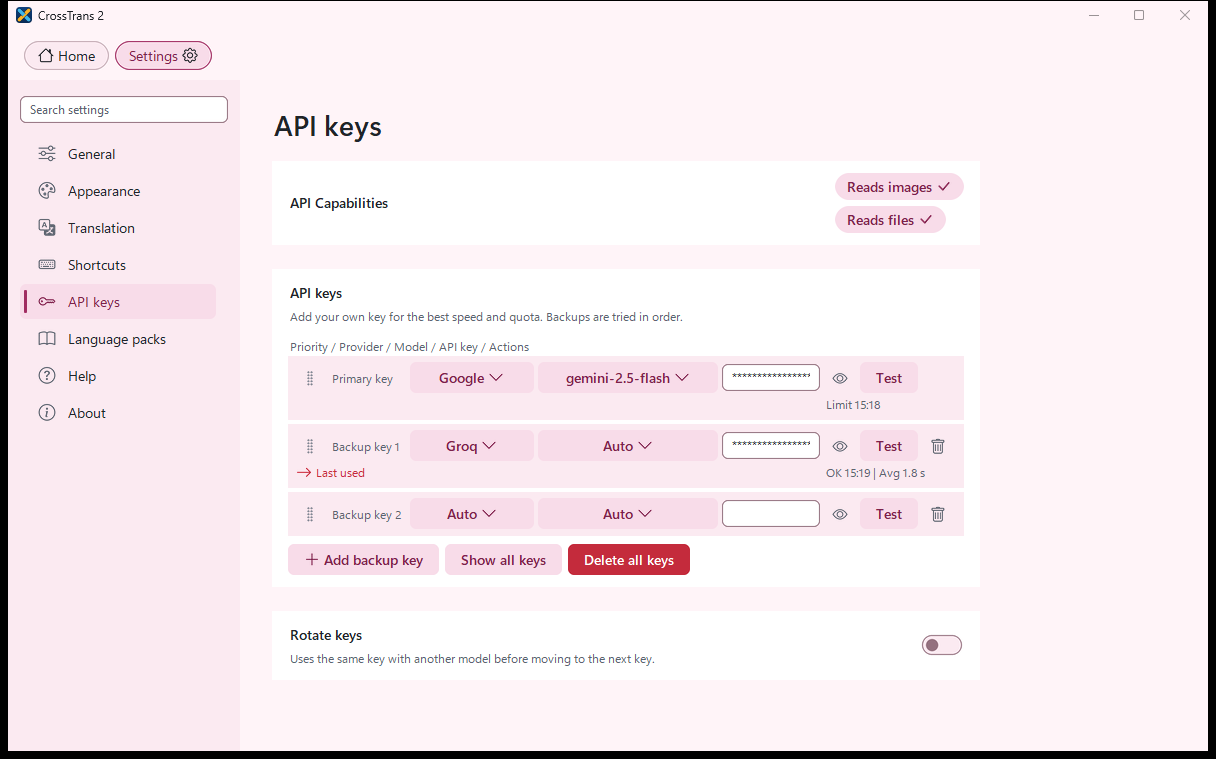 CrossTrans 2
Home
Settings
Search settings
General
Appearance
Translation
Shortcuts
API keys
Language packs
Help
About
API keys
API Capabilities
Reads images
Reads files
API keys
Add your own key for the best speed and quota. Backups are tried in order.
Priority / Provider / Model / API key / Actions
Primary key Google gemini-2.5-flash **************** Test
Limit 15:18
Backup key 1 Groq Auto **************** Test
Last used OK 15:19 | Avg 1.8 s
Backup key 2 Auto Auto Test
Add backup key Show all keys Delete all keys
Rotate keys
Uses the same key with another model before moving to the next key.